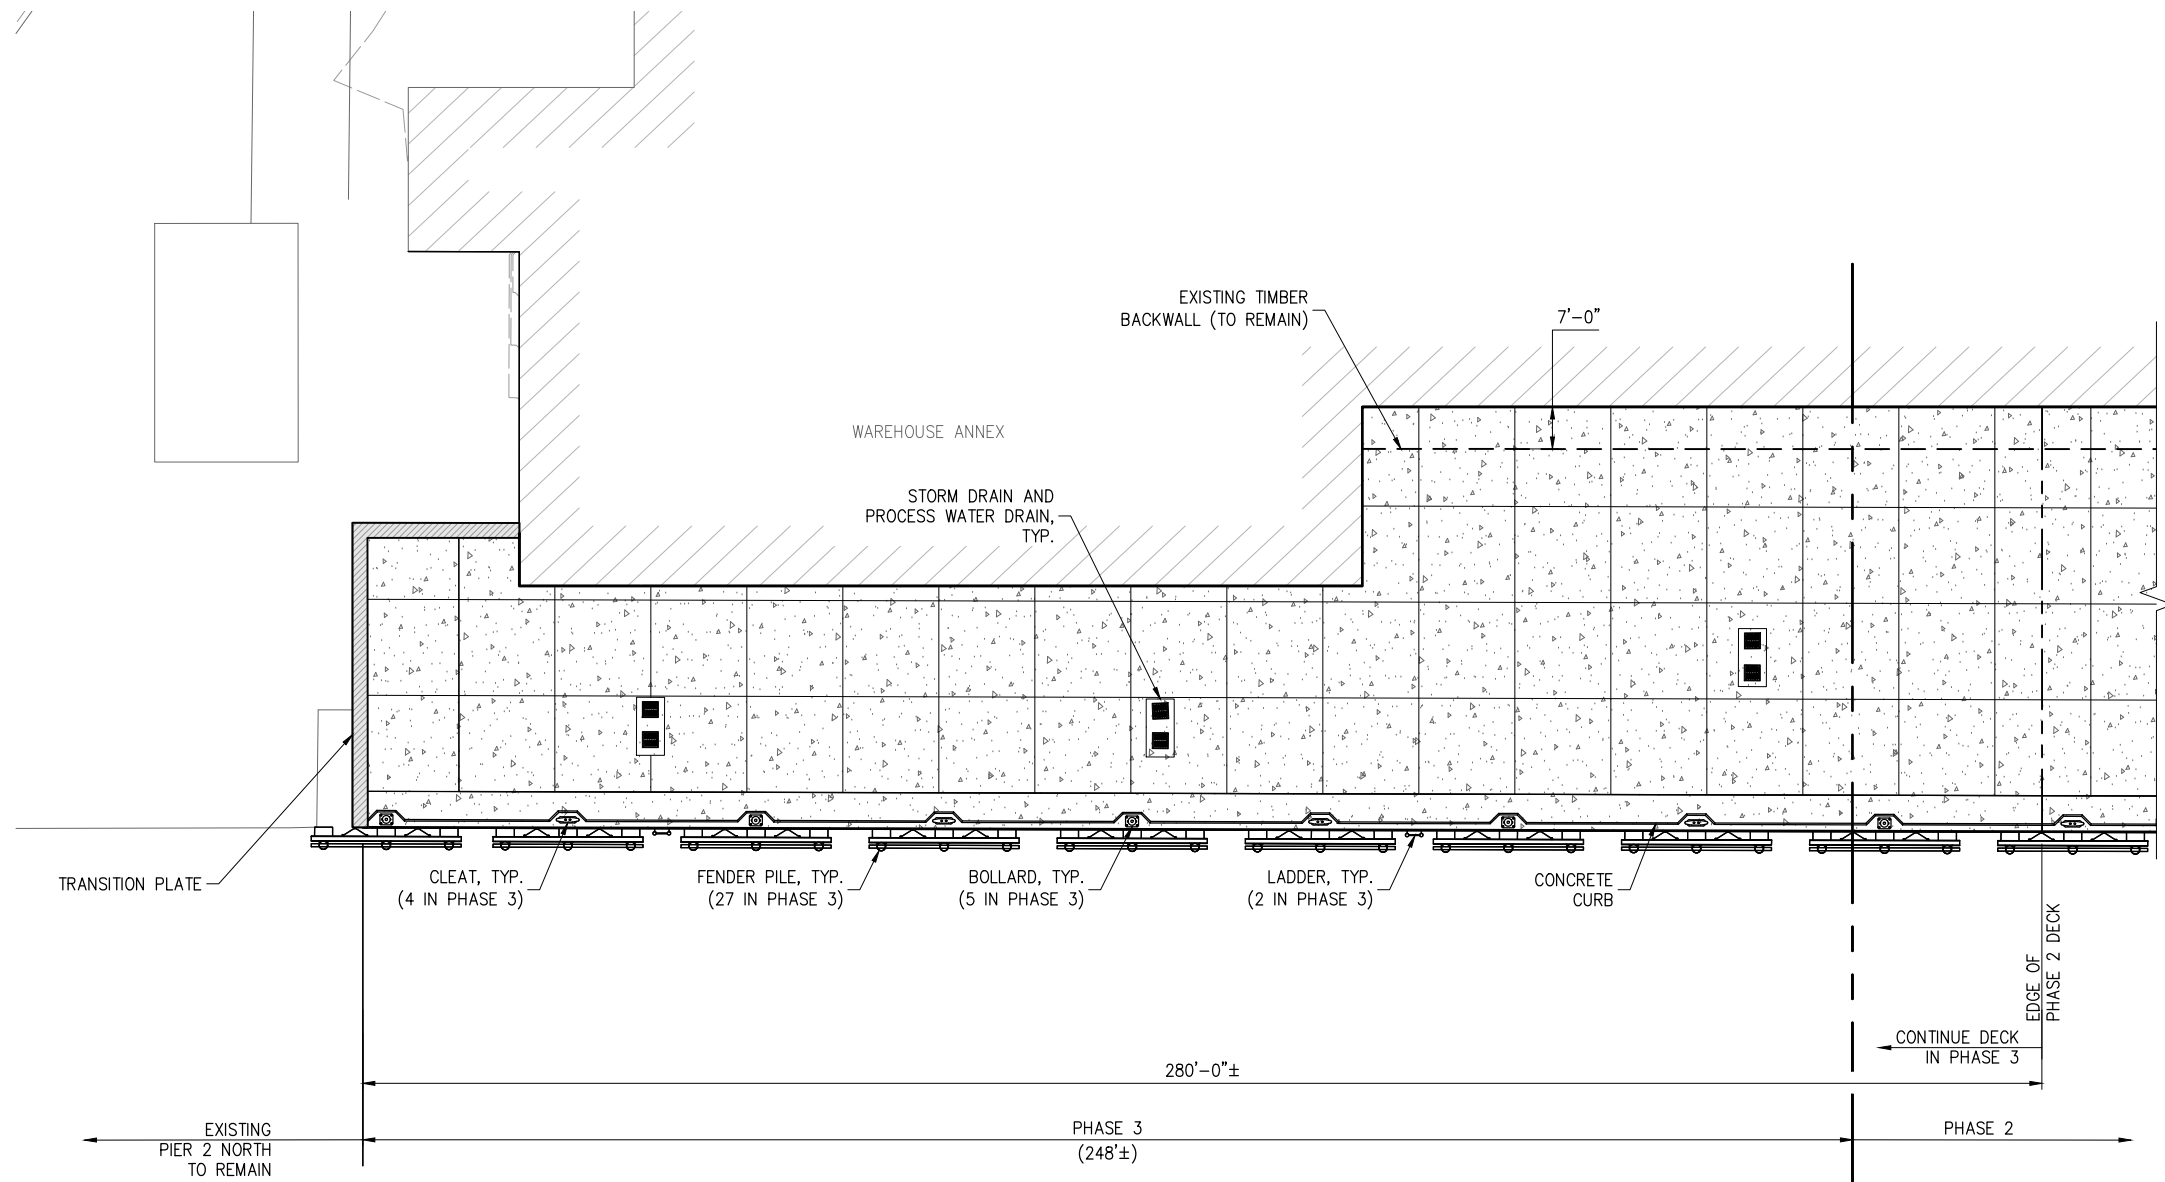 EXISTING TIMBER
BACKWALL (TO REMAIN)
7'-0"
WAREHOUSE ANNEX
STORM DRAIN AND
PROCESS WATER DRAIN,
TYP.
TRANSITION PLATE
CLEAT, TYP.
(4 IN PHASE 3)
FENDER PILE, TYP.
(27 IN PHASE 3)
BOLLARD, TYP.
(5 IN PHASE 3)
LADDER, TYP.
(2 IN PHASE 3)
CONCRETE
CURB
EDGE OF
PHASE 2 DECK
CONTINUE DECK
IN PHASE 3
280'-0"±
EXISTING
PIER 2 NORTH
TO REMAIN
PHASE 3
(248'±)
PHASE 2